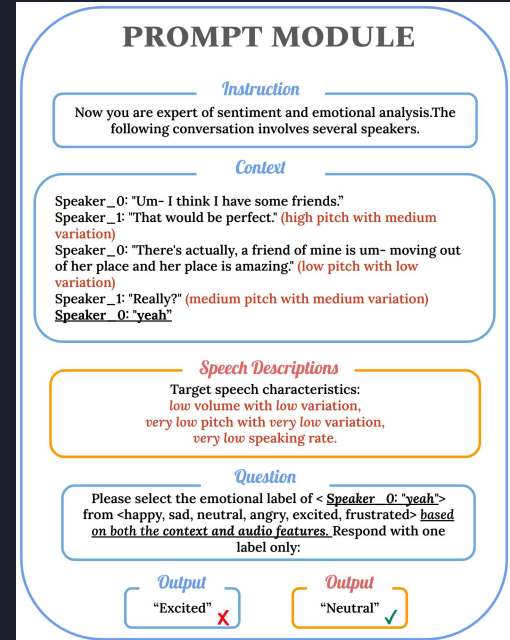 PROMPT MODULE
Instruction
Now you are expert of sentiment and emotional analysis.The
following conversation involves several speakers.
Context
Speaker_0: "Um- I think I have some friends.”
Speaker_1: "That would be perfect." (high pitch with medium
variation)
Speaker_0: "There's actually, a friend of mine is um- moving out
of her place and her place is amazing." (low pitch with low
variation)
Speaker_1: "Really?" (medium pitch with medium variation)
Speaker_0: "yeah”
Speech Descriptions
Target speech characteristics:
low volume with low variation,
very low pitch with very low variation,
very low speaking rate.
Question
Please select the emotional label of < Speaker_0: "yeah">
from <happy, sad, neutral, angry, excited, frustrated> based
on both the context and audio features. Respond with one
label only:
Output
“Excited” ✗
Output
“Neutral” ✓